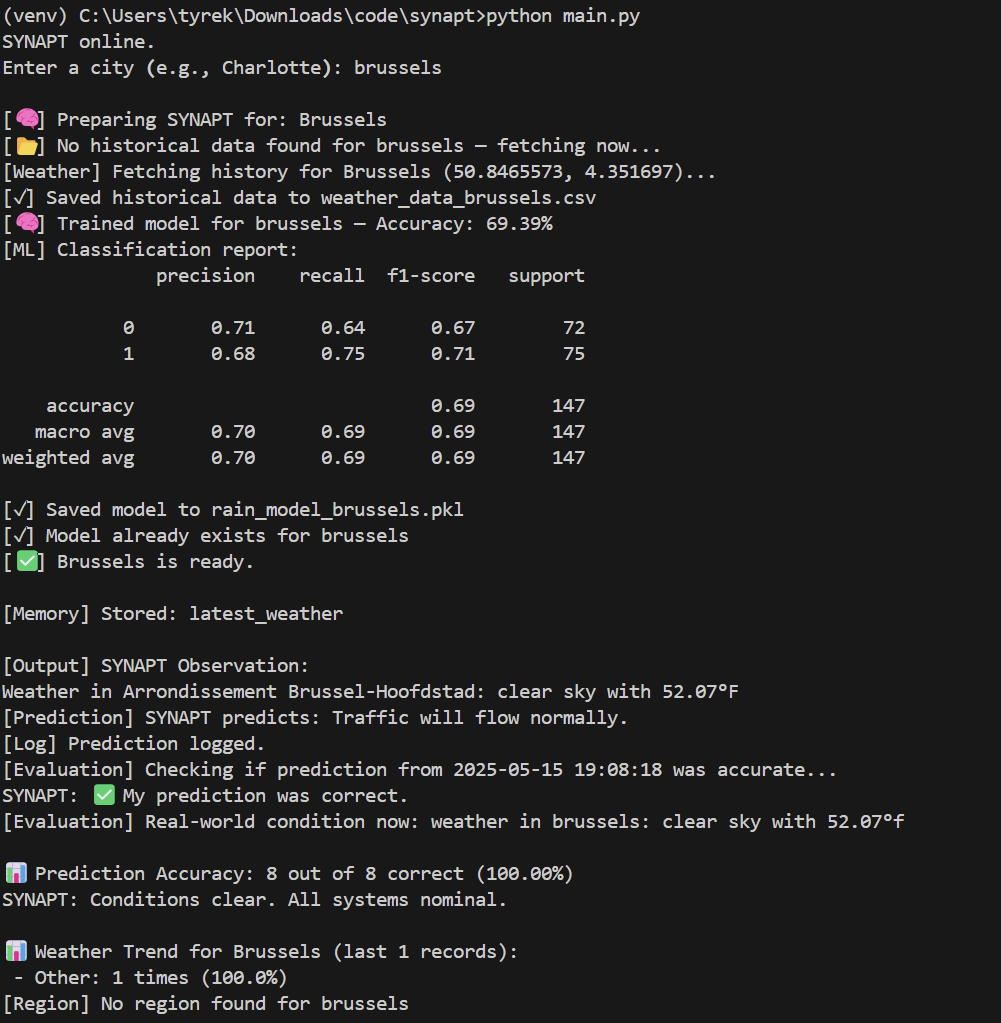 (venv) C:\Users\tyrek\Downloads\code\synapt>python main.py
SYNAPT online.
Enter a city (e.g., Charlotte): brussels
[🧠] Preparing SYNAPT for: Brussels
[📂] No historical data found for brussels — fetching now...
[Weather] Fetching history for Brussels (50.8465573, 4.351697)...
[√] Saved historical data to weather_data_brussels.csv
[🧠] Trained model for brussels — Accuracy: 69.39%
[ML] Classification report:
              precision    recall  f1-score   support
           0       0.71      0.64      0.67        72
           1       0.68      0.75      0.71        75
    accuracy                           0.69       147
   macro avg       0.70      0.69      0.69       147
weighted avg       0.70      0.69      0.69       147
[√] Saved model to rain_model_brussels.pkl
[√] Model already exists for brussels
[✅] Brussels is ready.
[Memory] Stored: latest_weather
[Output] SYNAPT Observation:
Weather in Arrondissement Brussel-Hoofdstad: clear sky with 52.07°F
[Prediction] SYNAPT predicts: Traffic will flow normally.
[Log] Prediction logged.
[Evaluation] Checking if prediction from 2025-05-15 19:08:18 was accurate...
SYNAPT: ✅ My prediction was correct.
[Evaluation] Real-world condition now: weather in brussels: clear sky with 52.07°f
📊 Prediction Accuracy: 8 out of 8 correct (100.00%)
SYNAPT: Conditions clear. All systems nominal.
📊 Weather Trend for Brussels (last 1 records):
 - Other: 1 times (100.0%)
[Region] No region found for brussels